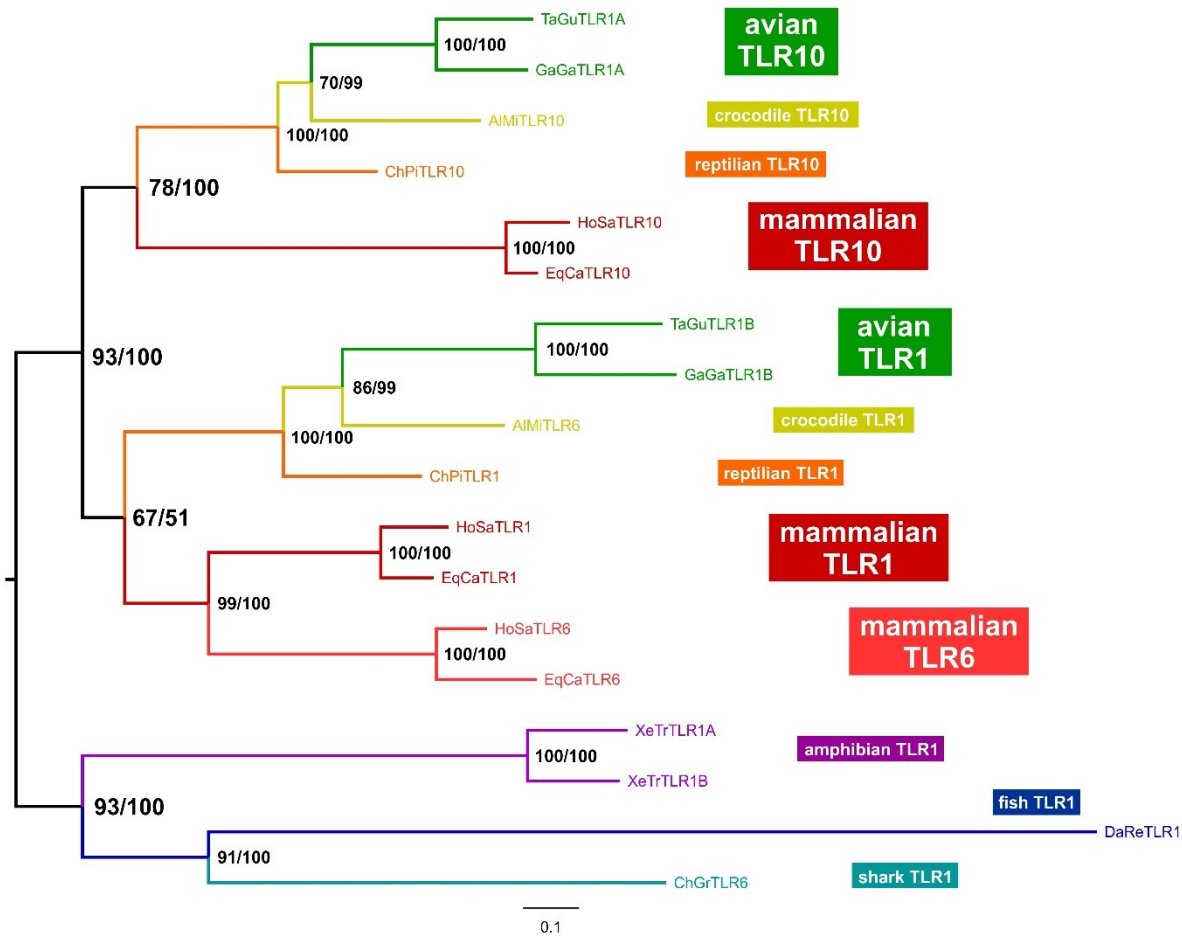 TaGuTLR1A
avian
TLR10
100/100
GaGaTLR1A
70/99
AlMiTLR10
crocodile TLR10
100/100
ChPiTLR10
reptilian TLR10
78/100
HoSaTLR10
mammalian
TLR10
100/100
EqCaTLR10
TaGuTLR1B
avian
TLR1
100/100
93/100
GaGaTLR1B
86/99
AlMiTLR6
crocodile TLR1
100/100
ChPiTLR1
reptilian TLR1
67/51
HoSaTLR1
mammalian
TLR1
100/100
EqCaTLR1
99/100
HoSaTLR6
mammalian
TLR6
100/100
EqCaTLR6
XeTrTLR1A
amphibian TLR1
100/100
XeTrTLR1B
93/100
fish TLR1
DaReTLR1
91/100
ChGrTLR6
shark TLR1
0.1